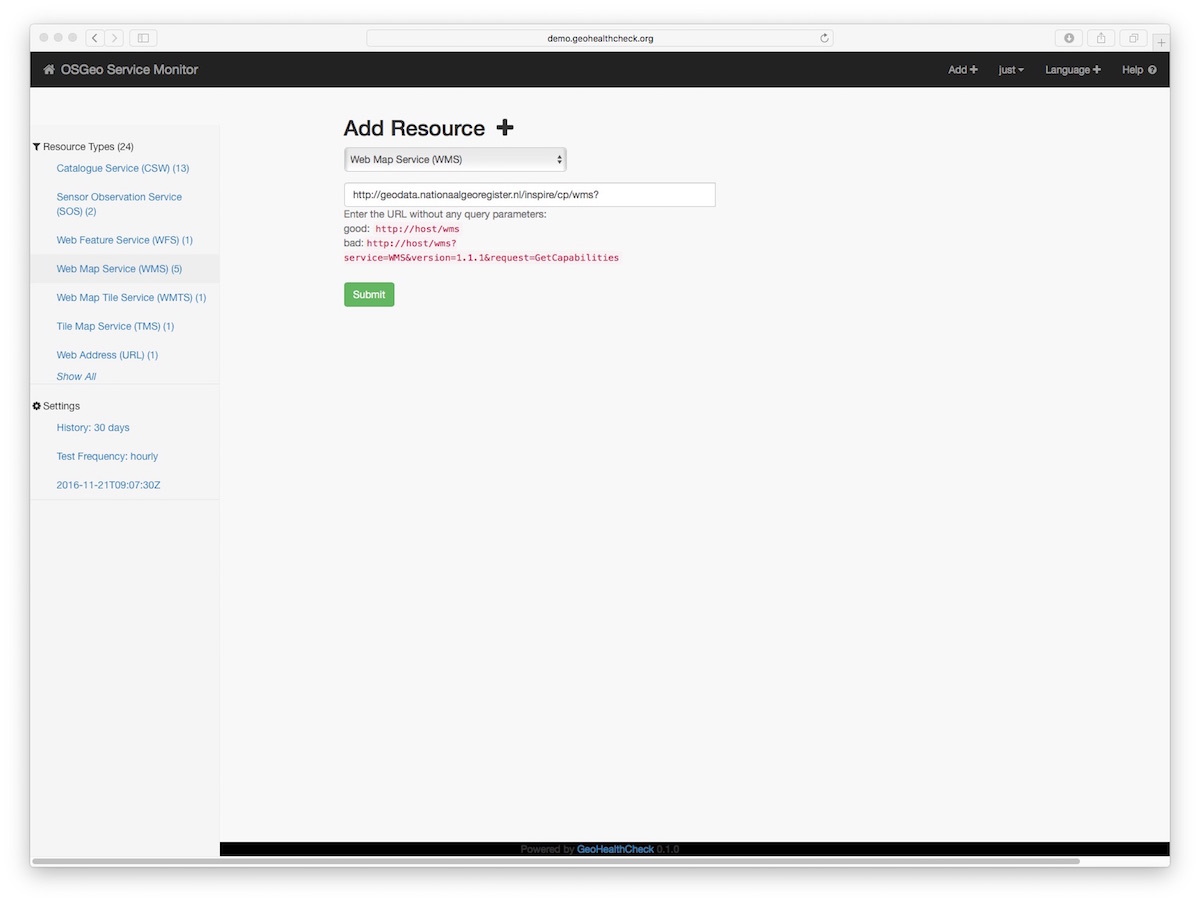 demo.geohealthcheck.org
OSGeo Service Monitor
Add
just
Language
Help
Resource Types (24)
Catalogue Service (CSW) (13)
Sensor Observation Service
(SOS) (2)
Web Feature Service (WFS) (1)
Web Map Service (WMS) (5)
Web Map Tile Service (WMTS) (1)
Tile Map Service (TMS) (1)
Web Address (URL) (1)
Show All
Settings
History: 30 days
Test Frequency: hourly
2016-11-21T09:07:30Z
Add Resource
Web Map Service (WMS)
http://geodata.nationaalgeoregister.nl/inspire/cp/wms?
Enter the URL without any query parameters:
good: http://host/wms
bad: http://host/wms?
service=WMS&version=1.1.1&request=GetCapabilities
Submit
Powered by GeoHealthCheck 0.1.0